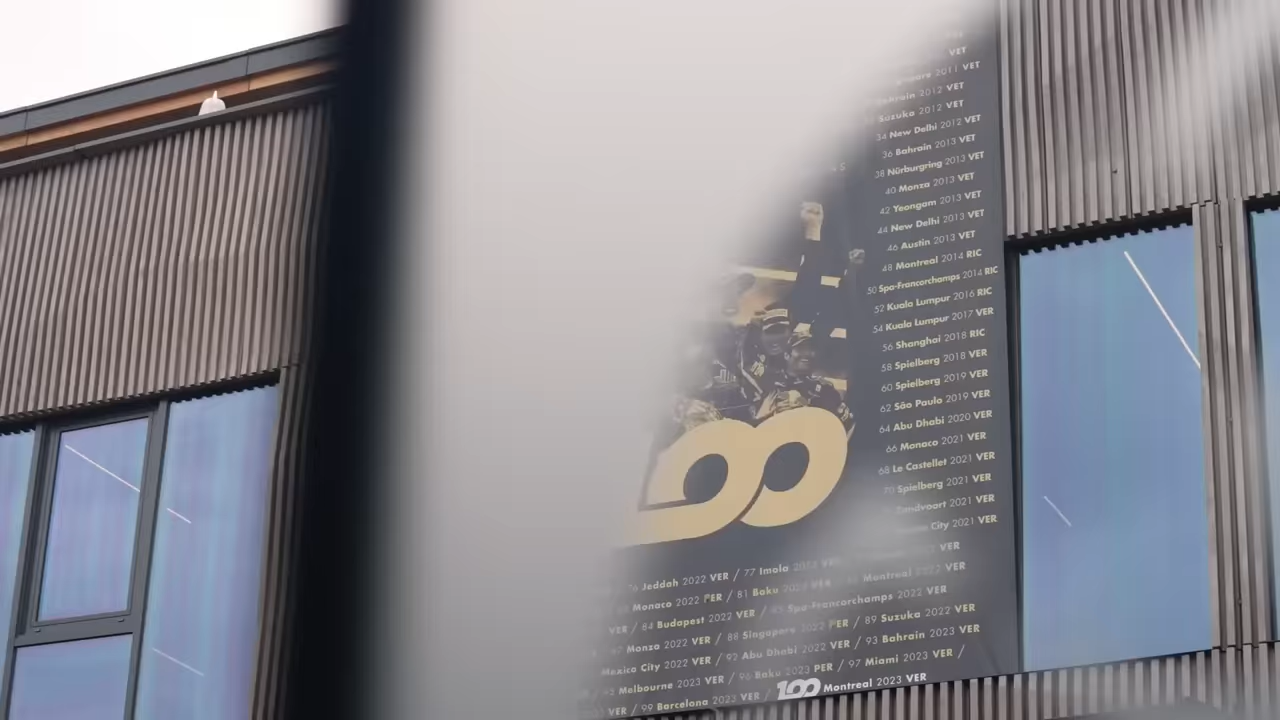 VET
2011 VET
Bahrain 2012 VET
Suzuka 2012 VET
34 New Delhi 2012 VET
36 Bahrain 2013 VET
38 Nürburgring 2013 VET
40 Monza 2013 VET
42 Yeongam 2013 VET
44 New Delhi 2013 VET
46 Austin 2013 VET
48 Montreal 2014 RIC
50 Spa-Francorchamps 2014 RIC
52 Kuala Lumpur 2016 RIC
54 Kuala Lumpur 2017 VER
56 Shanghai 2018 RIC
58 Spielberg 2018 VER
60 Spielberg 2019 VER
62 São Paulo 2019 VER
64 Abu Dhabi 2020 VER
66 Monaco 2021 VER
68 Le Castellet 2021 VER
70 Spielberg 2021 VER
Zandvoort 2021 VER
City 2021 VER
100
VER
Jeddah 2022 VER / 77 Imola 2022 VER
Monaco 2022 PER / 81 Baku 2022 VER Montreal 2022 VER
VER / 84 Budapest 2022 VER / 85 Spa-Francorchamps 2022 VER
Monza 2022 VER / 88 Singapore 2022 PER / 89 Suzuka 2022 VER
Mexico City 2022 VER / 92 Abu Dhabi 2022 VER / 93 Bahrain 2023 VER
Melbourne 2023 VER / 96 Baku 2023 PER / 97 Miami 2023 VER /
VER / 99 Barcelona 2023 VER / 100 Montreal 2023 VER